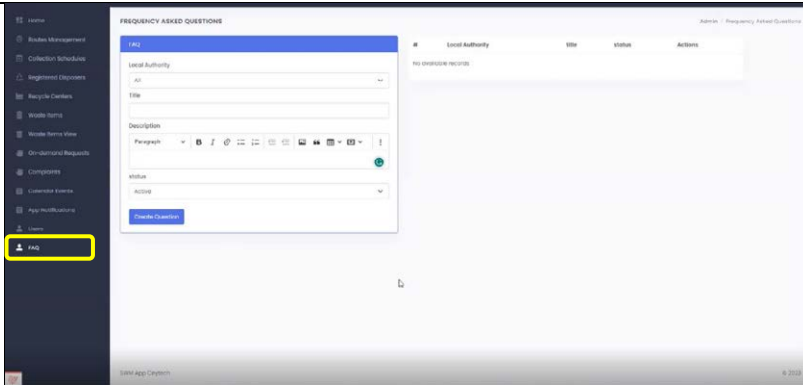 Home
Routes Management
Collection Schedules
Registered Disposers
Recycle Centers
Waste Items
Waste Items View
On-demand Requests
Complaints
Calendar Events
App Notifications
Users
FAQ
FREQUENCY ASKED QUESTIONS
Admin / Frequency Asked Questions
FAQ
Local Authority
All
Title
Description
Paragraph
B I
status
Active
Create Question
# Local Authority title status Actions
No available records
SWM App Ceytech